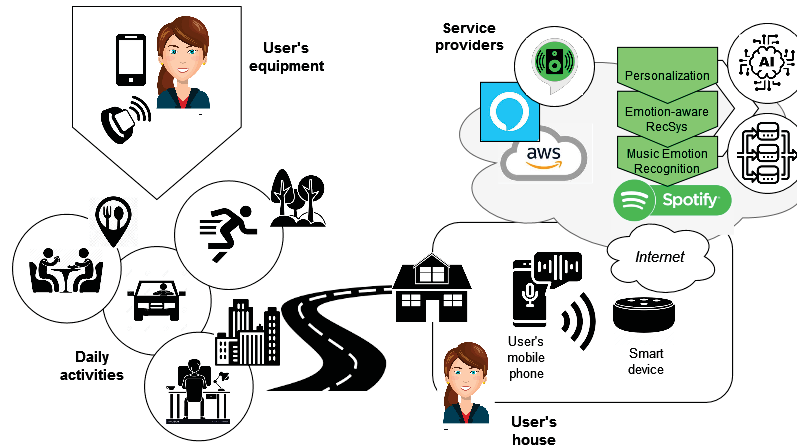 User's
equipment
Service
providers
Personalization
Emotion-aware
RecSys
Music Emotion
Recognition
AI
aws
Spotify
Internet
User's
mobile
phone
Smart
device
User's
house
Daily
activities